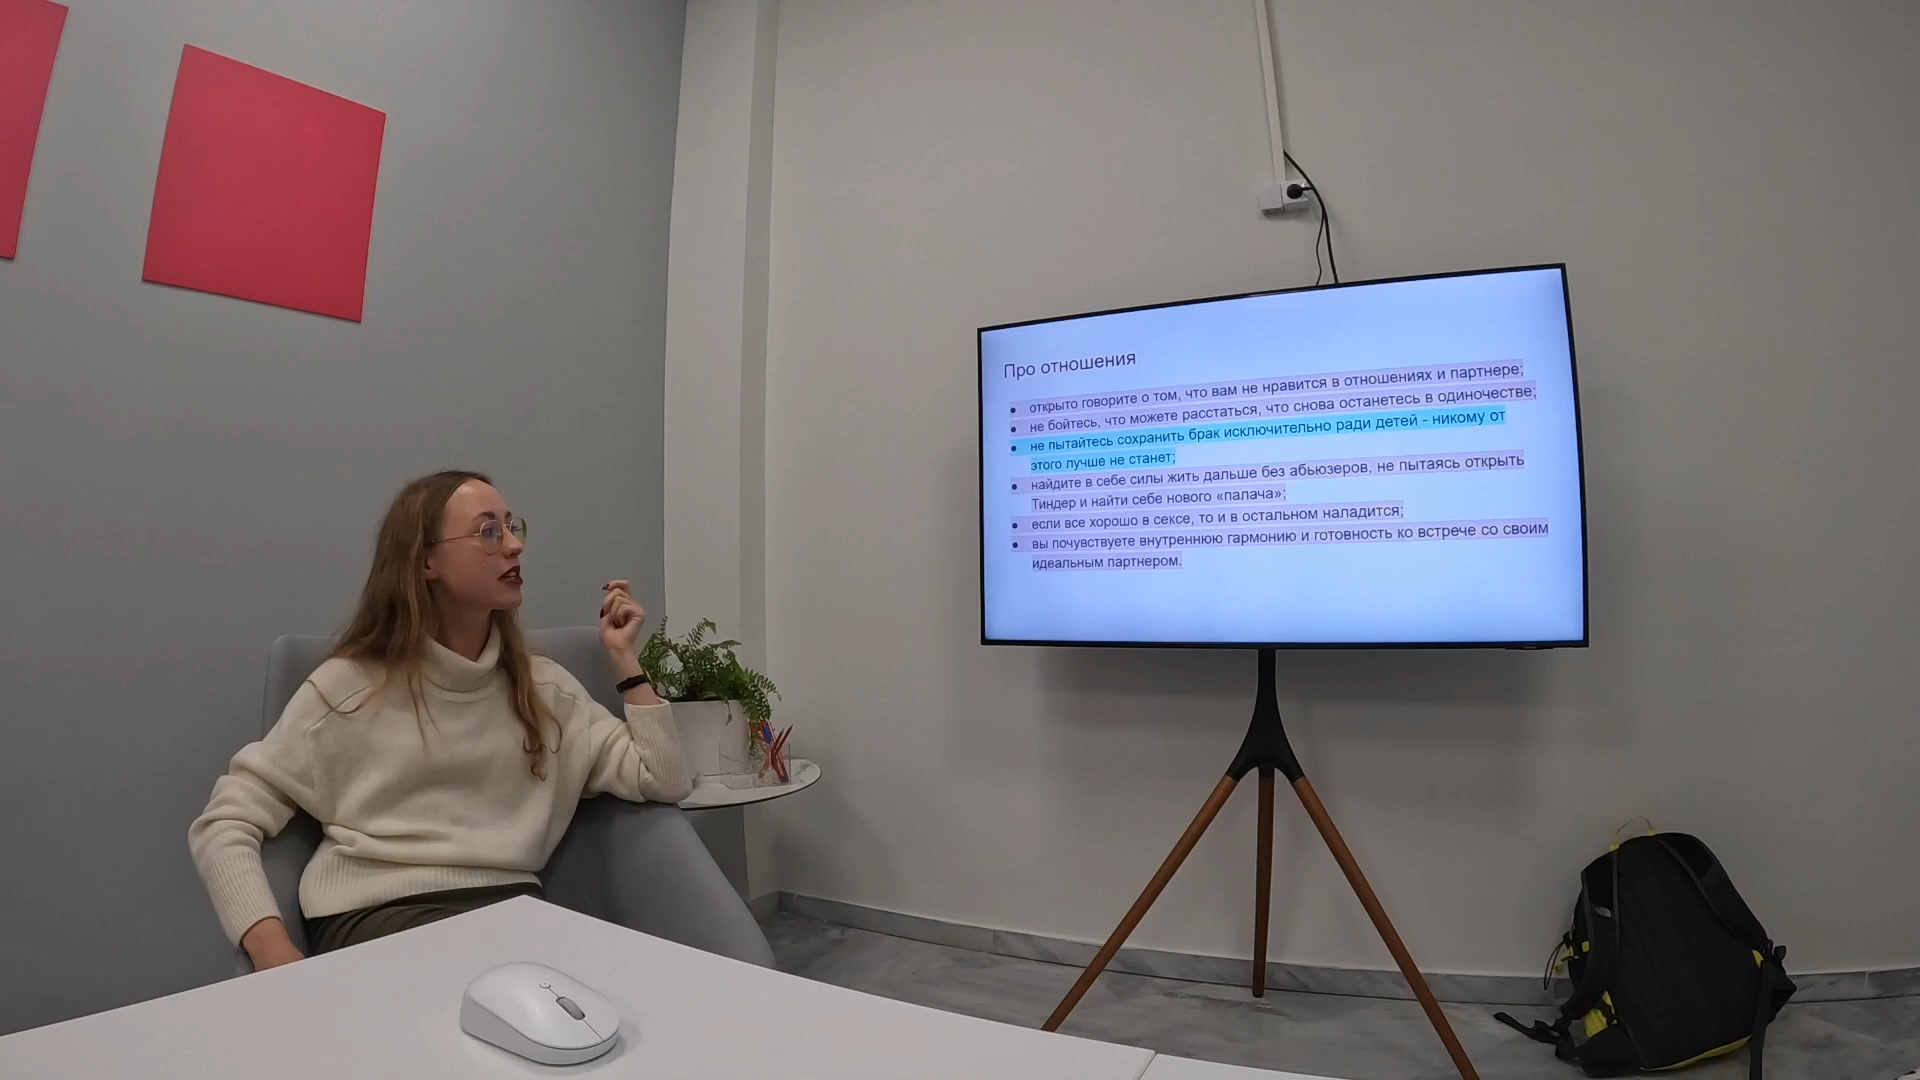 Про отношения
● открыто говорите о том, что вам не нравится в отношениях и партнере;
● не бойтесь, что можете расстаться, что снова останетесь в одиночестве;
● не пытайтесь сохранить брак исключительно ради детей - никому от
этого лучше не станет;
● найдите в себе силы жить дальше без абьюзеров, не пытаясь открыть
Тиндер и найти себе нового «палача»;
● если все хорошо в сексе, то и в остальном наладится;
● вы почувствуете внутреннюю гармонию и готовность ко встрече со своим
идеальным партнером.